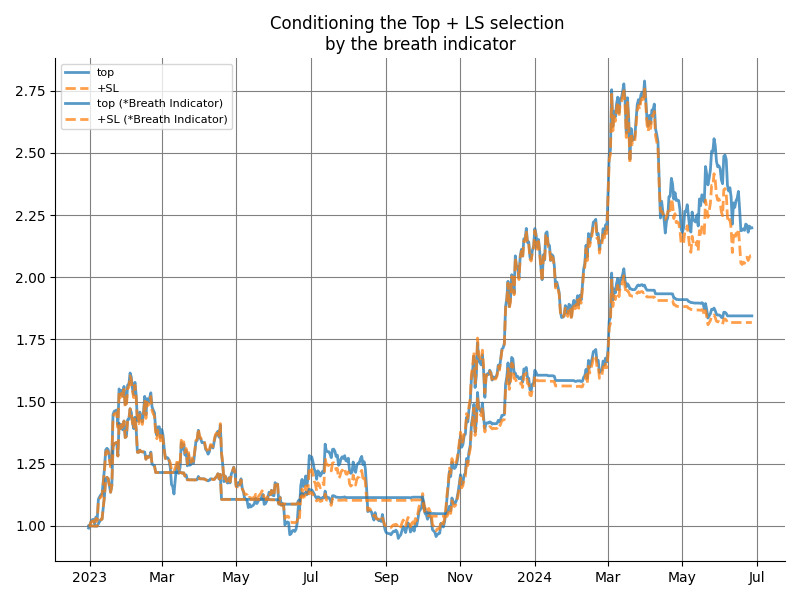 Conditioning the Top + LS selection
by the breath indicator
top
+SL
top (*Breath Indicator)
+SL (*Breath Indicator)
2.75
2.50
2.25
2.00
1.75
1.50
1.25
1.00
2023 Mar May Jul Sep Nov 2024 Mar May Jul